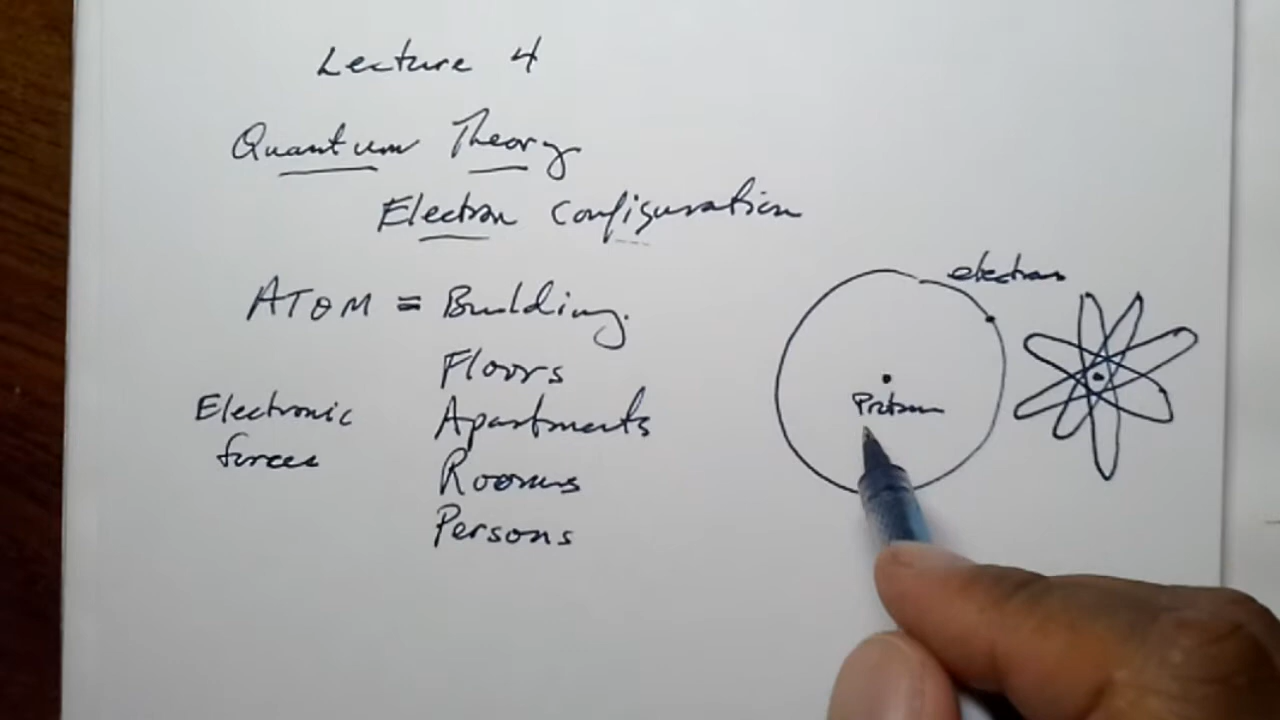 Lecture 4
Quantum Theory
Electron Configuration
ATOM = Building.
Floors
Apartments
Rooms
Persons
Electronic
forces
electron
Proton